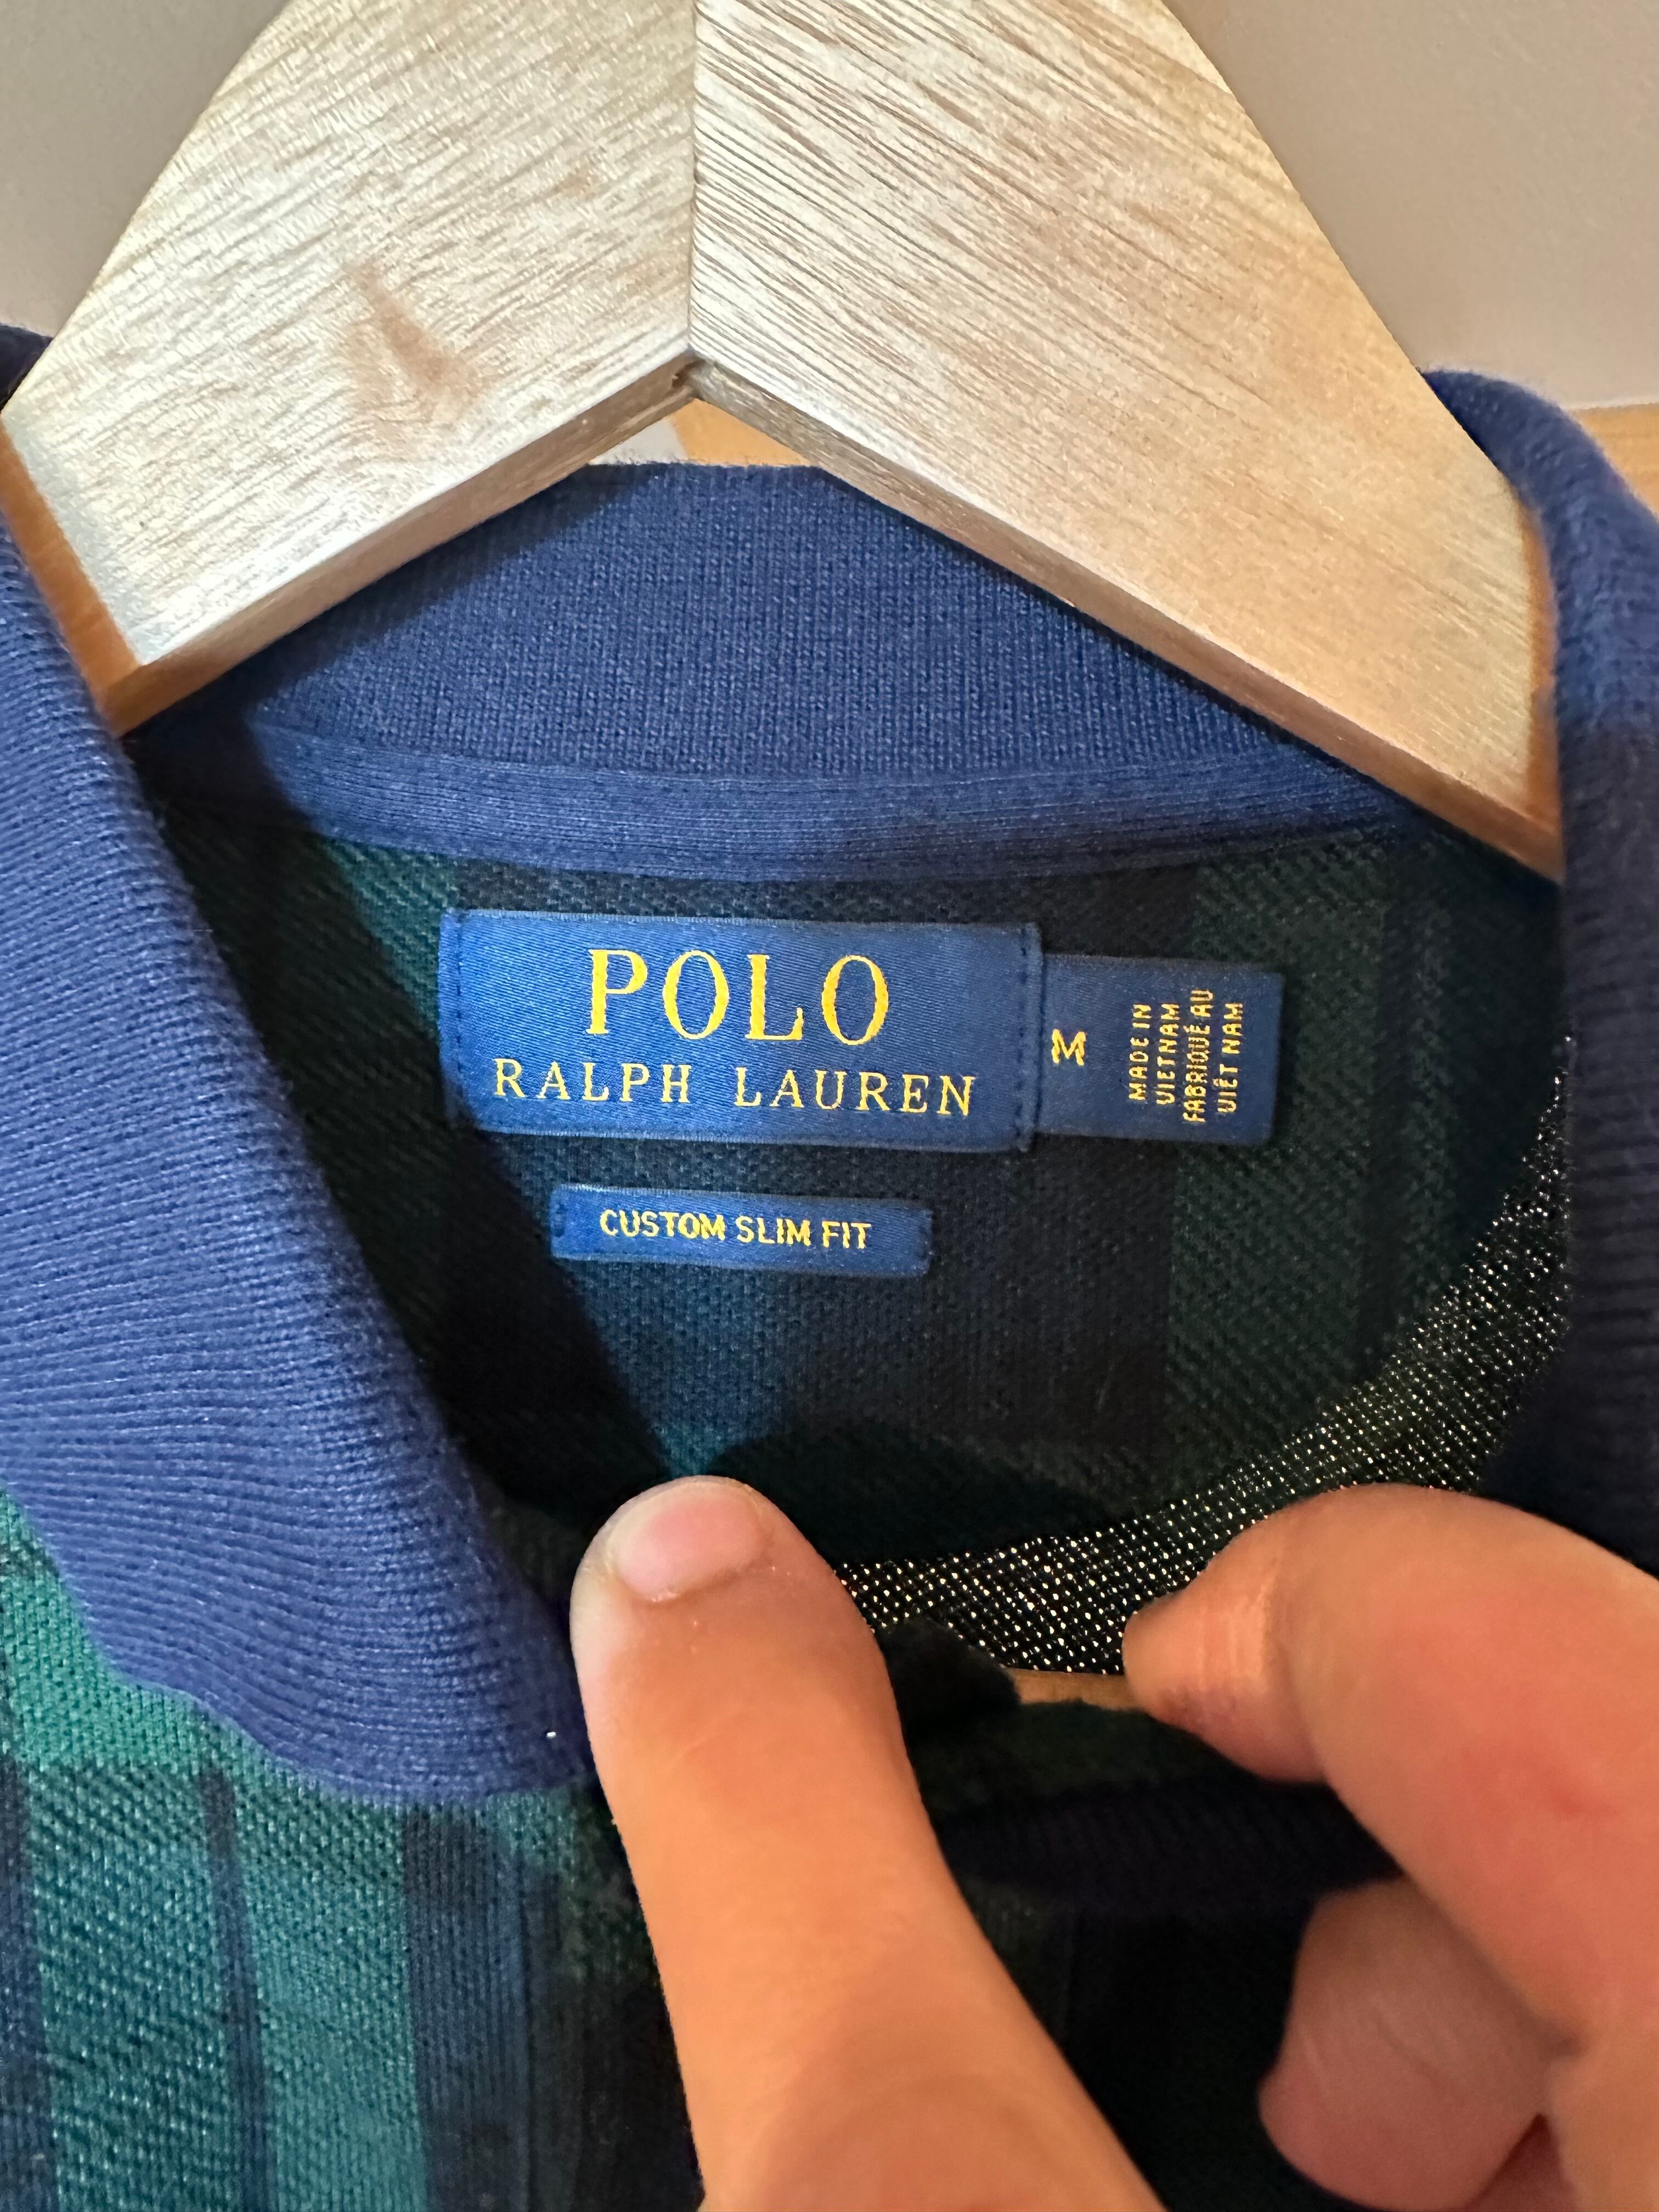 POLO
RALPH LAUREN
M
MADE IN
VIETNAM
FABRIQUÉ AU
VIÊT NAM
CUSTOM SLIM FIT